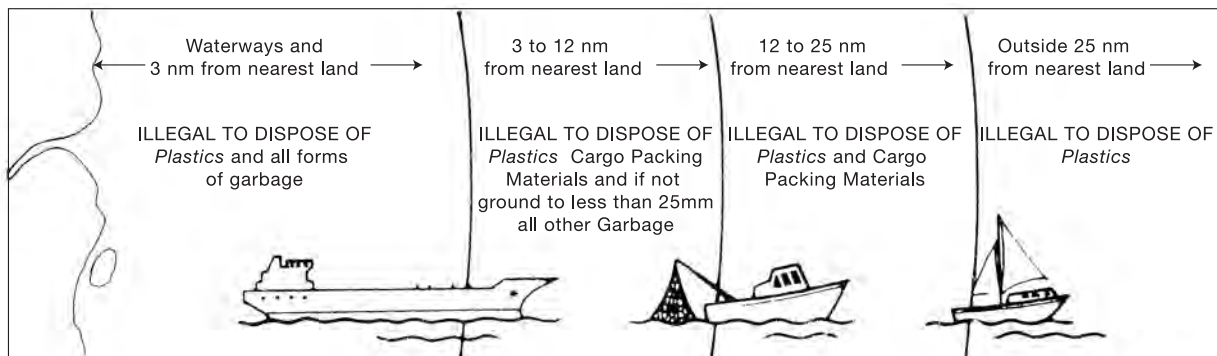 Waterways and
3 nm from nearest land
ILLEGAL TO DISPOSE OF
Plastics and all forms
of garbage
3 to 12 nm
from nearest land
ILLEGAL TO DISPOSE OF
Plastics Cargo Packing
Materials and if not
ground to less than 25mm
all other Garbage
12 to 25 nm
from nearest land
ILLEGAL TO DISPOSE OF
Plastics and Cargo
Packing Materials
Outside 25 nm
from nearest land
ILLEGAL TO DISPOSE OF
Plastics